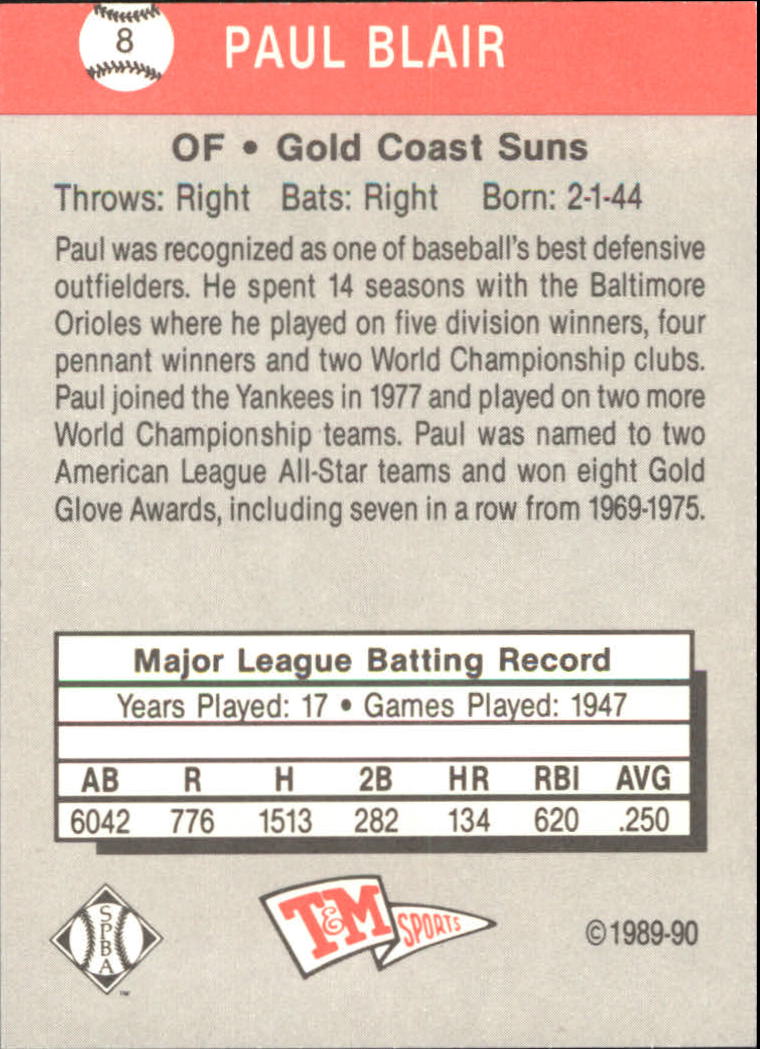 8
PAUL BLAIR
OF • Gold Coast Suns
Throws: Right Bats: Right Born: 2-1-44
Paul was recognized as one of baseball's best defensive
outfielders. He spent 14 seasons with the Baltimore
Orioles where he played on five division winners, four
pennant winners and two World Championship clubs.
Paul joined the Yankees in 1977 and played on two more
World Championship teams. Paul was named to two
American League All-Star teams and won eight Gold
Glove Awards, including seven in a row from 1969-1975.
Major League Batting Record
Years Played: 17 • Games Played: 1947
AB R H 2B HR RBI AVG
6042 776 1513 282 134 620 .250
SPBA
™
T&M
SPORTS
©1989-90